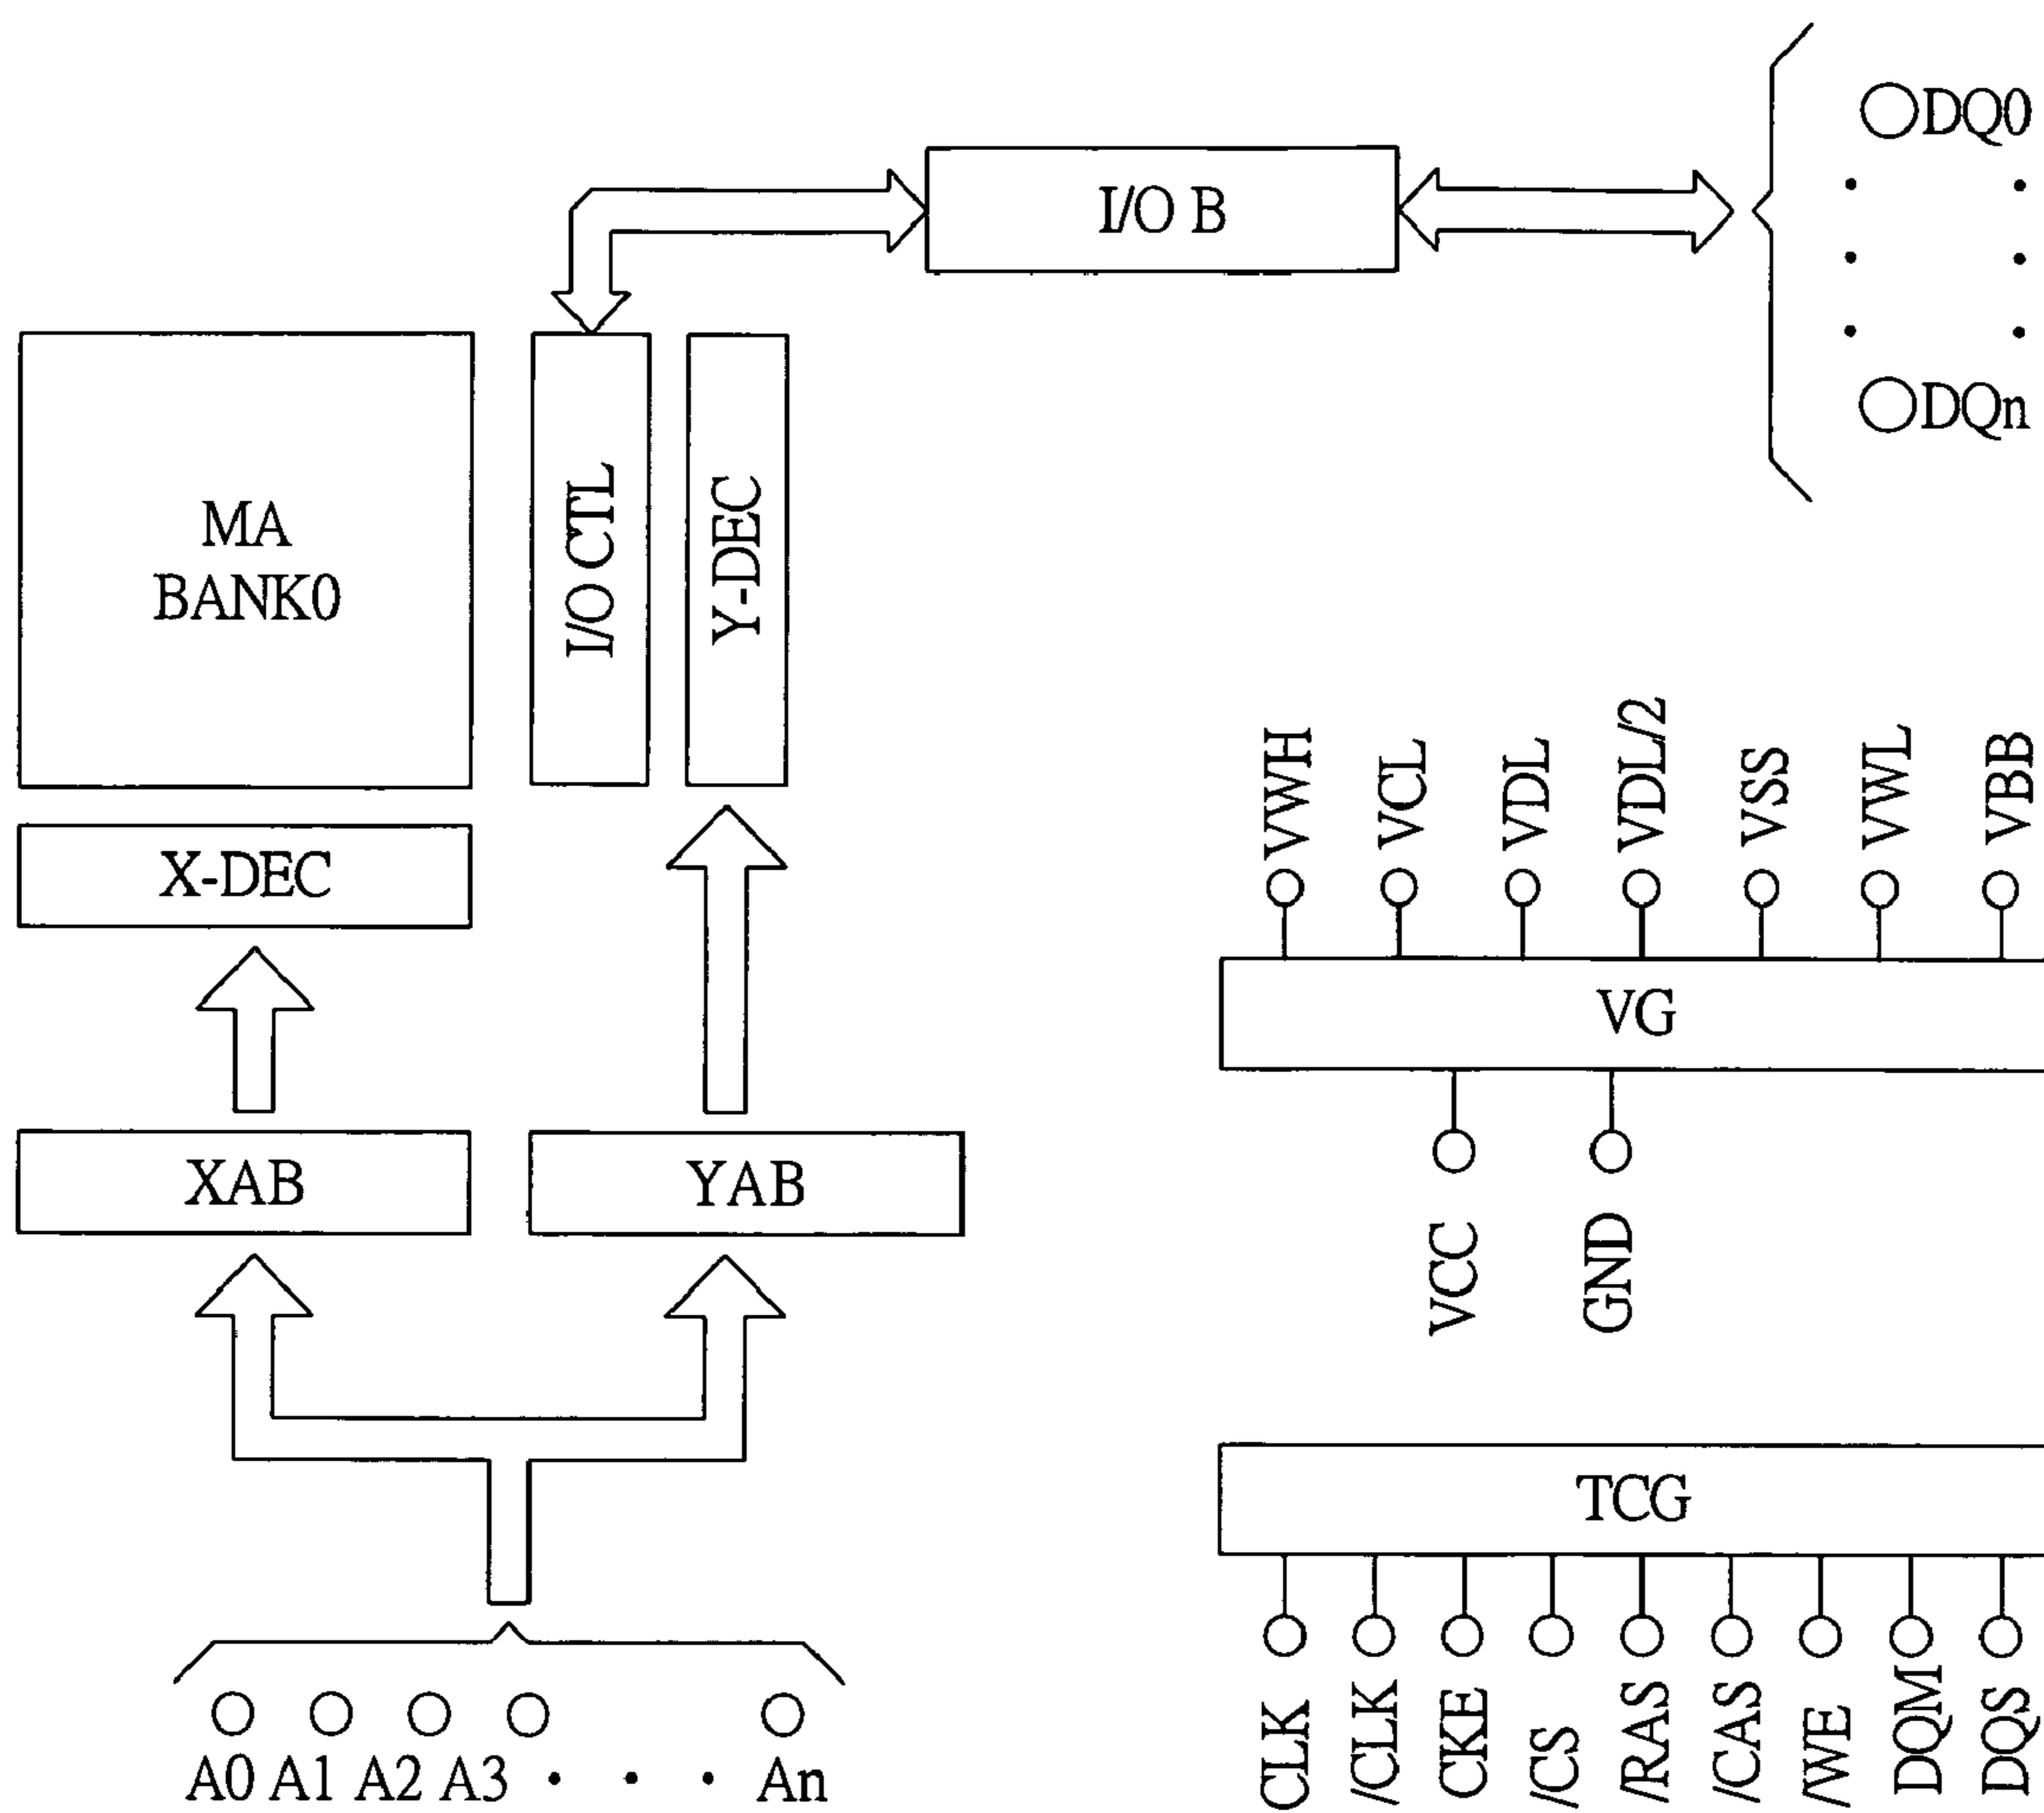 DQ0
I/O B
DQn
MA
BANK0
I/O CTL
Y-DEC
X-DEC
VWH
VCL
VDL
VDL/2
VSS
VWL
VBB
VG
XAB
YAB
VCC
GND
TCG
A0 A1 A2 A3 · · · An
CLK
/CLK
CKE
/CS
/RAS
/CAS
/WE
DQM
DQS